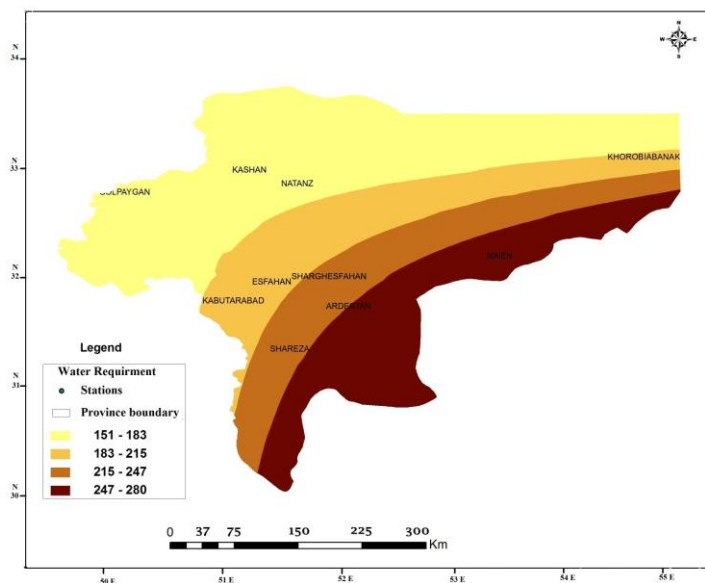 N
W E
S
34 N
33 N
32 N
31 N
30 N
KASHAN
NATANZ
GOLPAYGAN
KHOROBIABANAK
NAIEN
ESFAHAN
SHARGHESFAHAN
KABUTARABAD
ARDESTAN
SHAREZA
Legend
Water Requirment
Stations
Province boundary
151 - 183
183 - 215
215 - 247
247 - 280
0 37 75 150 225 300
Km
50 E 51 E 52 E 53 E 54 E 55 E